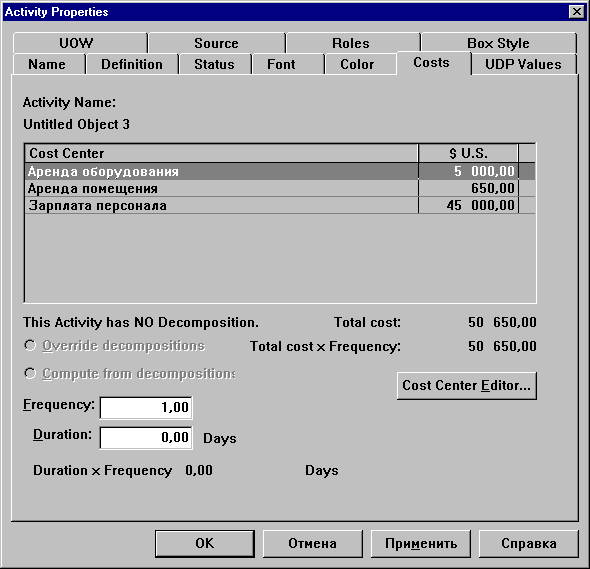 Activity Properties
UOW Source Roles Box Style
Name Definition Status Font Color Costs UDP Values
Activity Name:
Untitled Object 3
Cost Center $ U.S.
Аренда оборудования 5 000,00
Аренда помещения 650,00
Зарплата персонала 45 000,00
This Activity has NO Decomposition. Total cost: 50 650,00
Override decompositions Total cost x Frequency: 50 650,00
Compute from decompositions
Cost Center Editor...
Frequency: 1,00
Duration: 0,00 Days
Duration x Frequency 0,00 Days
OK Отмена Применить Справка